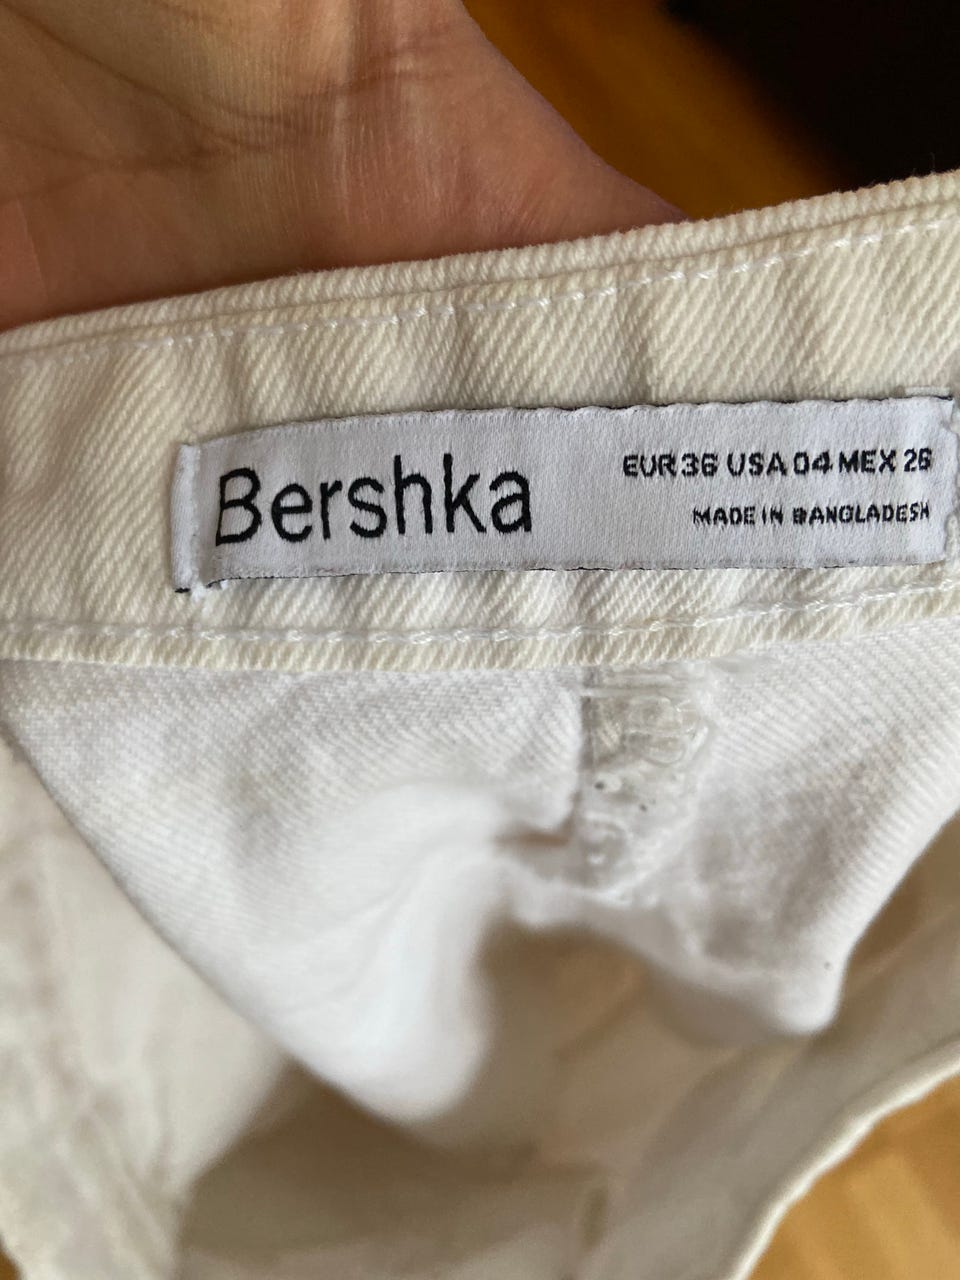 Bershka
EUR 36 USA 04 MEX 26
MADE IN BANGLADESH